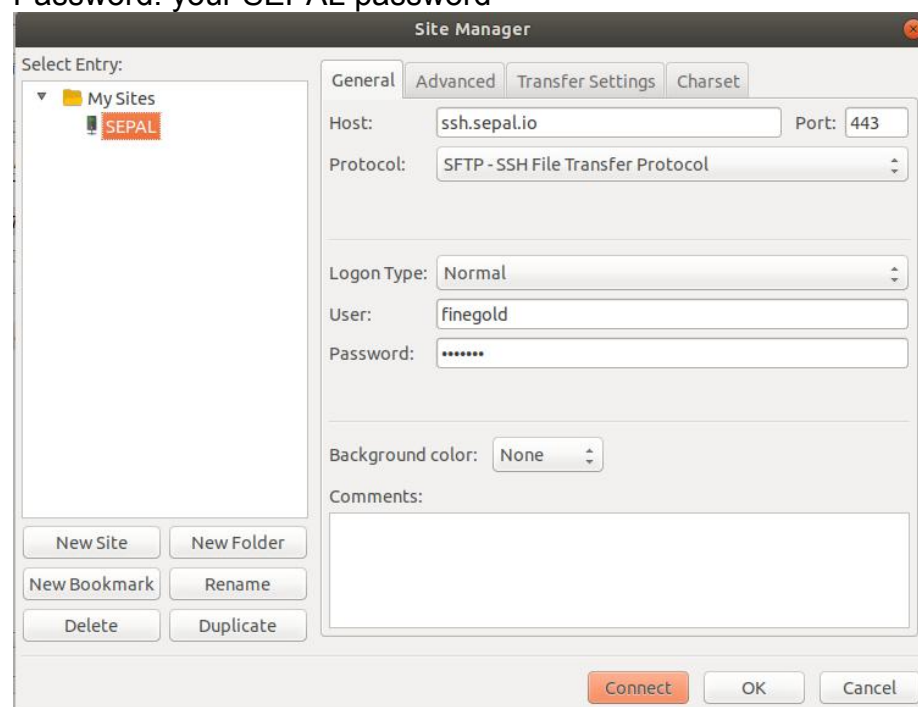 Password: your SEPAL password
Site Manager
Select Entry:
My Sites
SEPAL
New Site
New Folder
New Bookmark
Rename
Delete
Duplicate
General
Advanced
Transfer Settings
Charset
Host:
ssh.sepal.io
Port:
443
Protocol:
SFTP - SSH File Transfer Protocol
Logon Type:
Normal
User:
finegold
Password:
•••••••
Background color:
None
Comments:
Connect
OK
Cancel